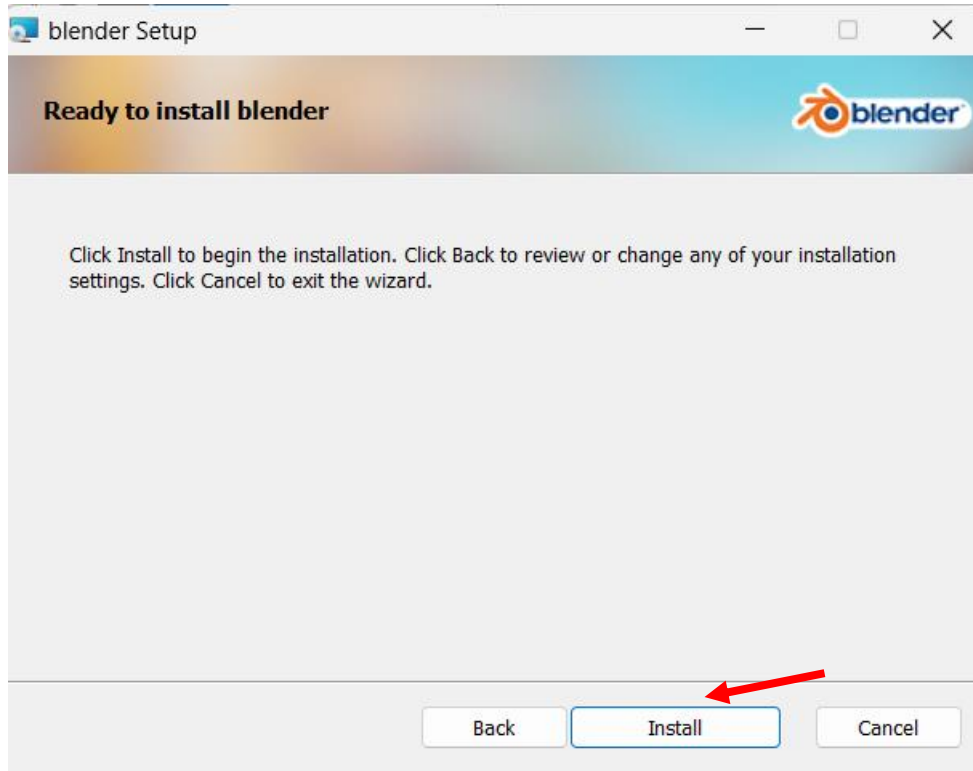 blender Setup
Ready to install blender
blender
Click Install to begin the installation. Click Back to review or change any of your installation
settings. Click Cancel to exit the wizard.
Back
Install
Cancel